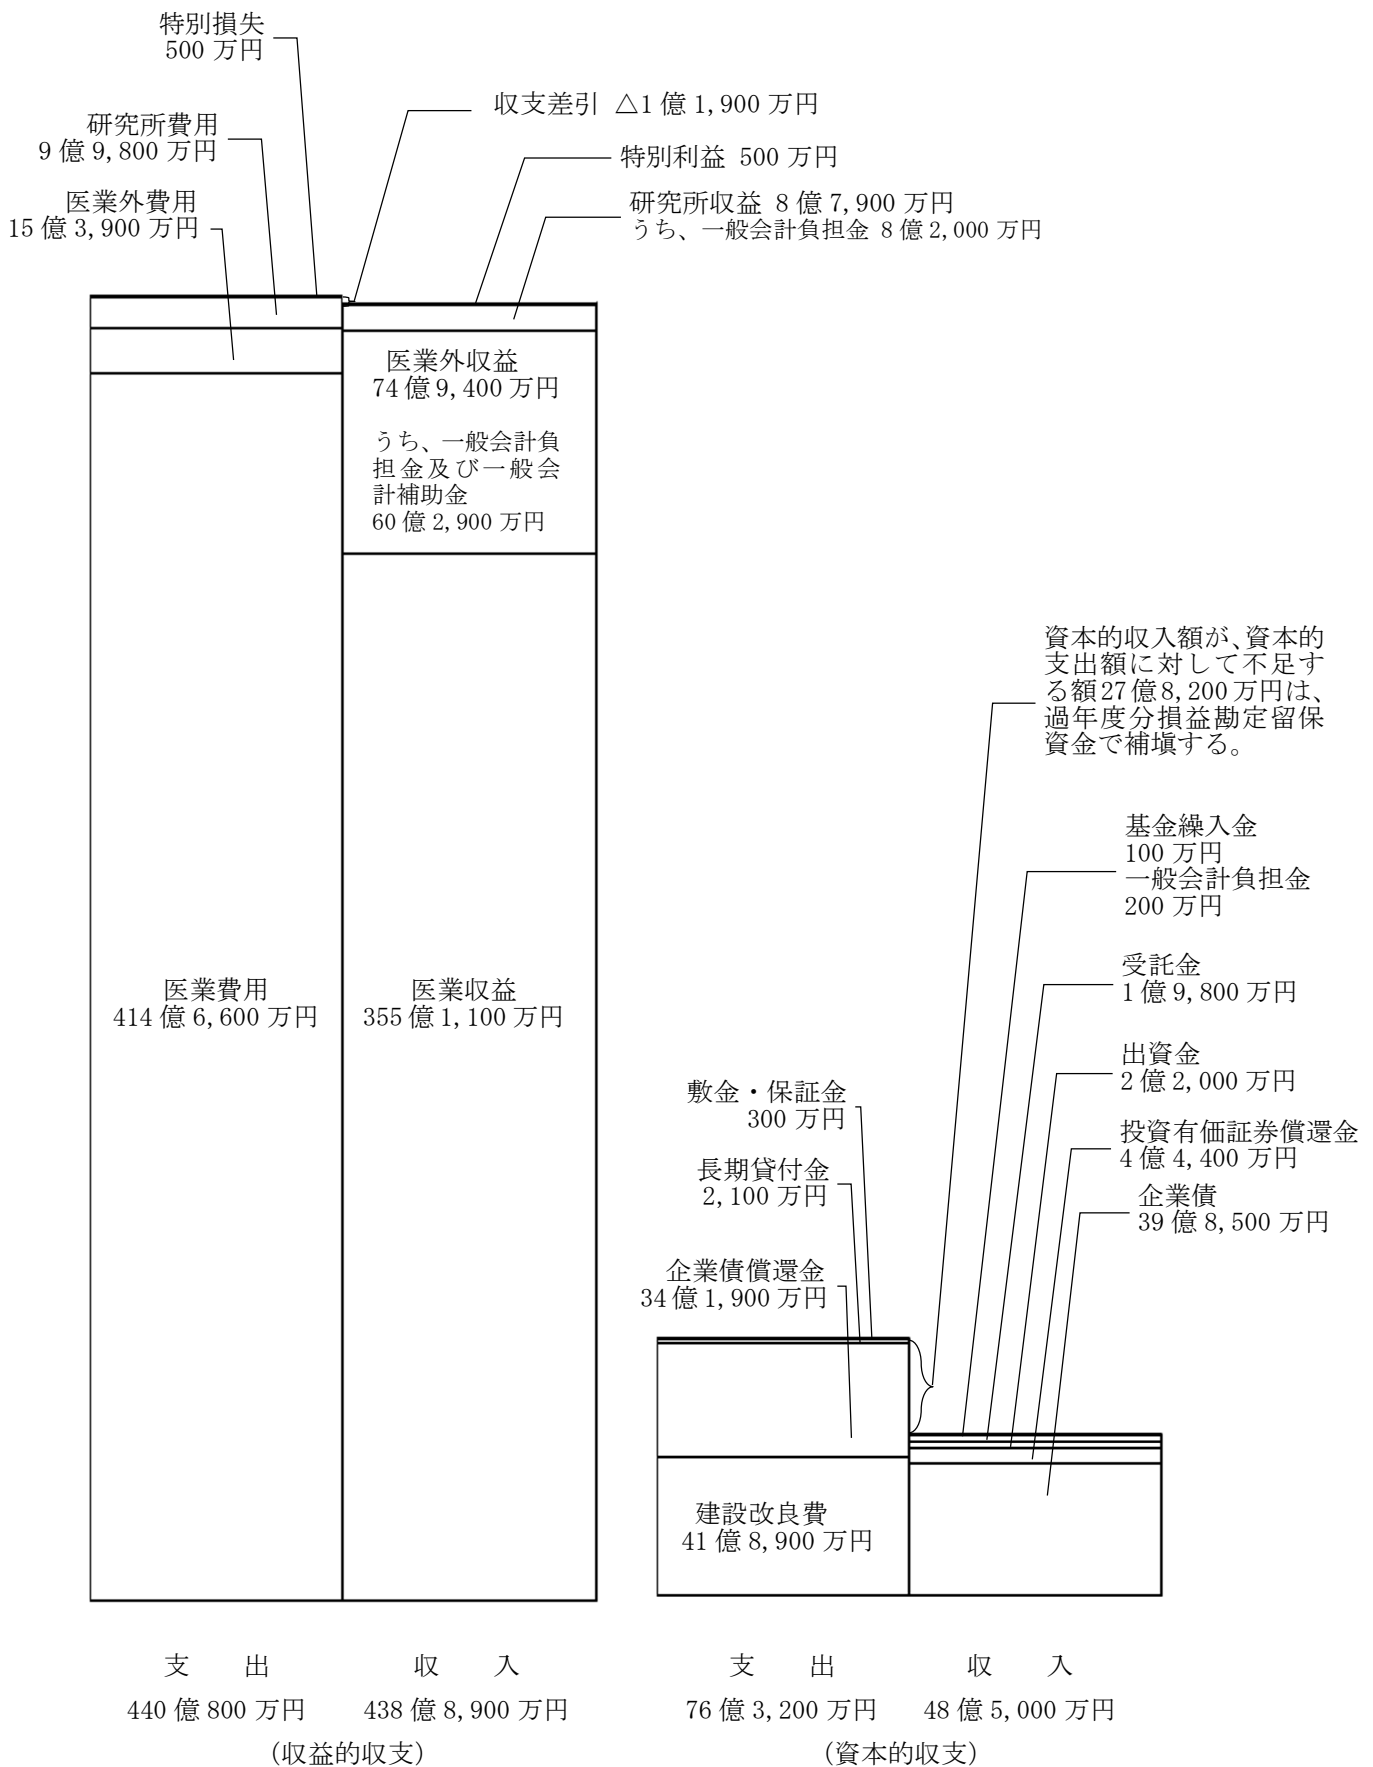 特別損失
500 万円
収支差引 △1 億 1,900 万円
研究所費用
9 億 9,800 万円
特別利益 500 万円
医業外費用
15 億 3,900 万円
研究所収益 8 億 7,900 万円
うち、一般会計負担金 8 億 2,000 万円
医業外収益
74 億 9,400 万円
うち、一般会計負
担金及び一般会
計補助金
60 億 2,900 万円
医業費用
414 億 6,600 万円
医業収益
355 億 1,100 万円
資本的収入額が、資本的
支出額に対して不足す
る額27億8,200万円は、
過年度分損益勘定留保
資金で補塡する。
基金繰入金
100 万円
一般会計負担金
200 万円
受託金
1 億 9,800 万円
出資金
2 億 2,000 万円
投資有価証券償還金
4 億 4,400 万円
企業債
39 億 8,500 万円
敷金・保証金
300 万円
長期貸付金
2,100 万円
企業債償還金
34 億 1,900 万円
建設改良費
41 億 8,900 万円
支 出
440 億 800 万円
収 入
438 億 8,900 万円
(収益的収支)
支 出
76 億 3,200 万円
収 入
48 億 5,000 万円
(資本的収支)